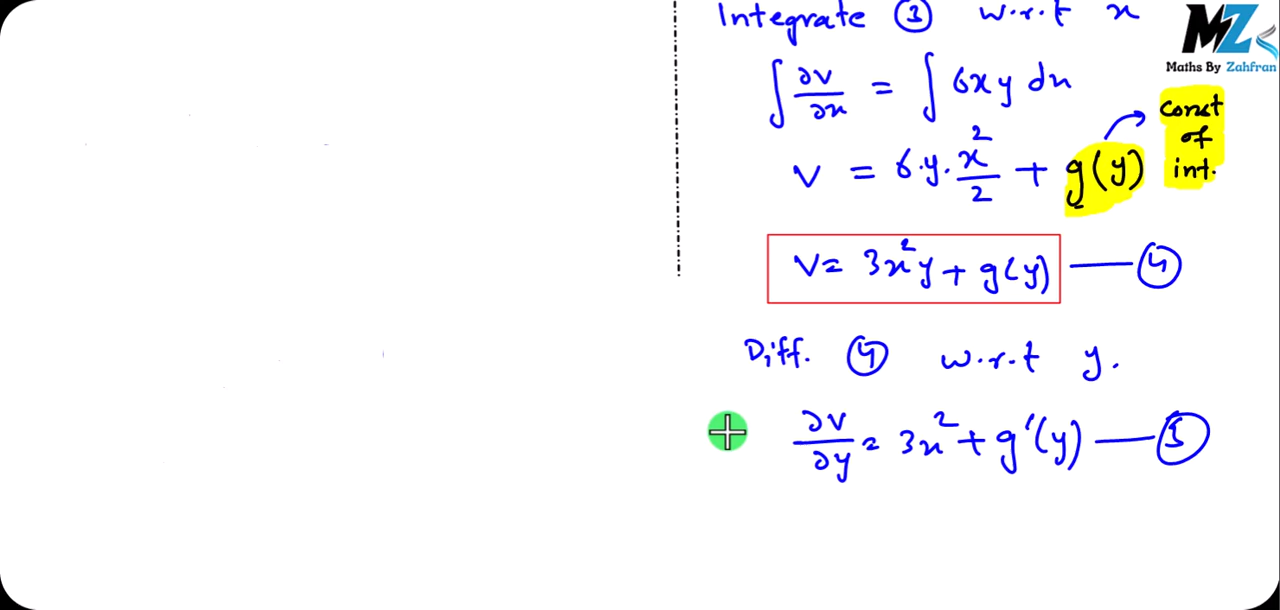 Integrate ③ w.r.t x
MZ
Maths By Zahfran
∫ ∂v/∂x = ∫ 6xy dx
const of int.
v = 6.y.x²/2 + g(y)
v = 3x²y + g(y) — ④
Diff. ④ w.r.t y.
∂v/∂y = 3x² + g'(y) — ⑤